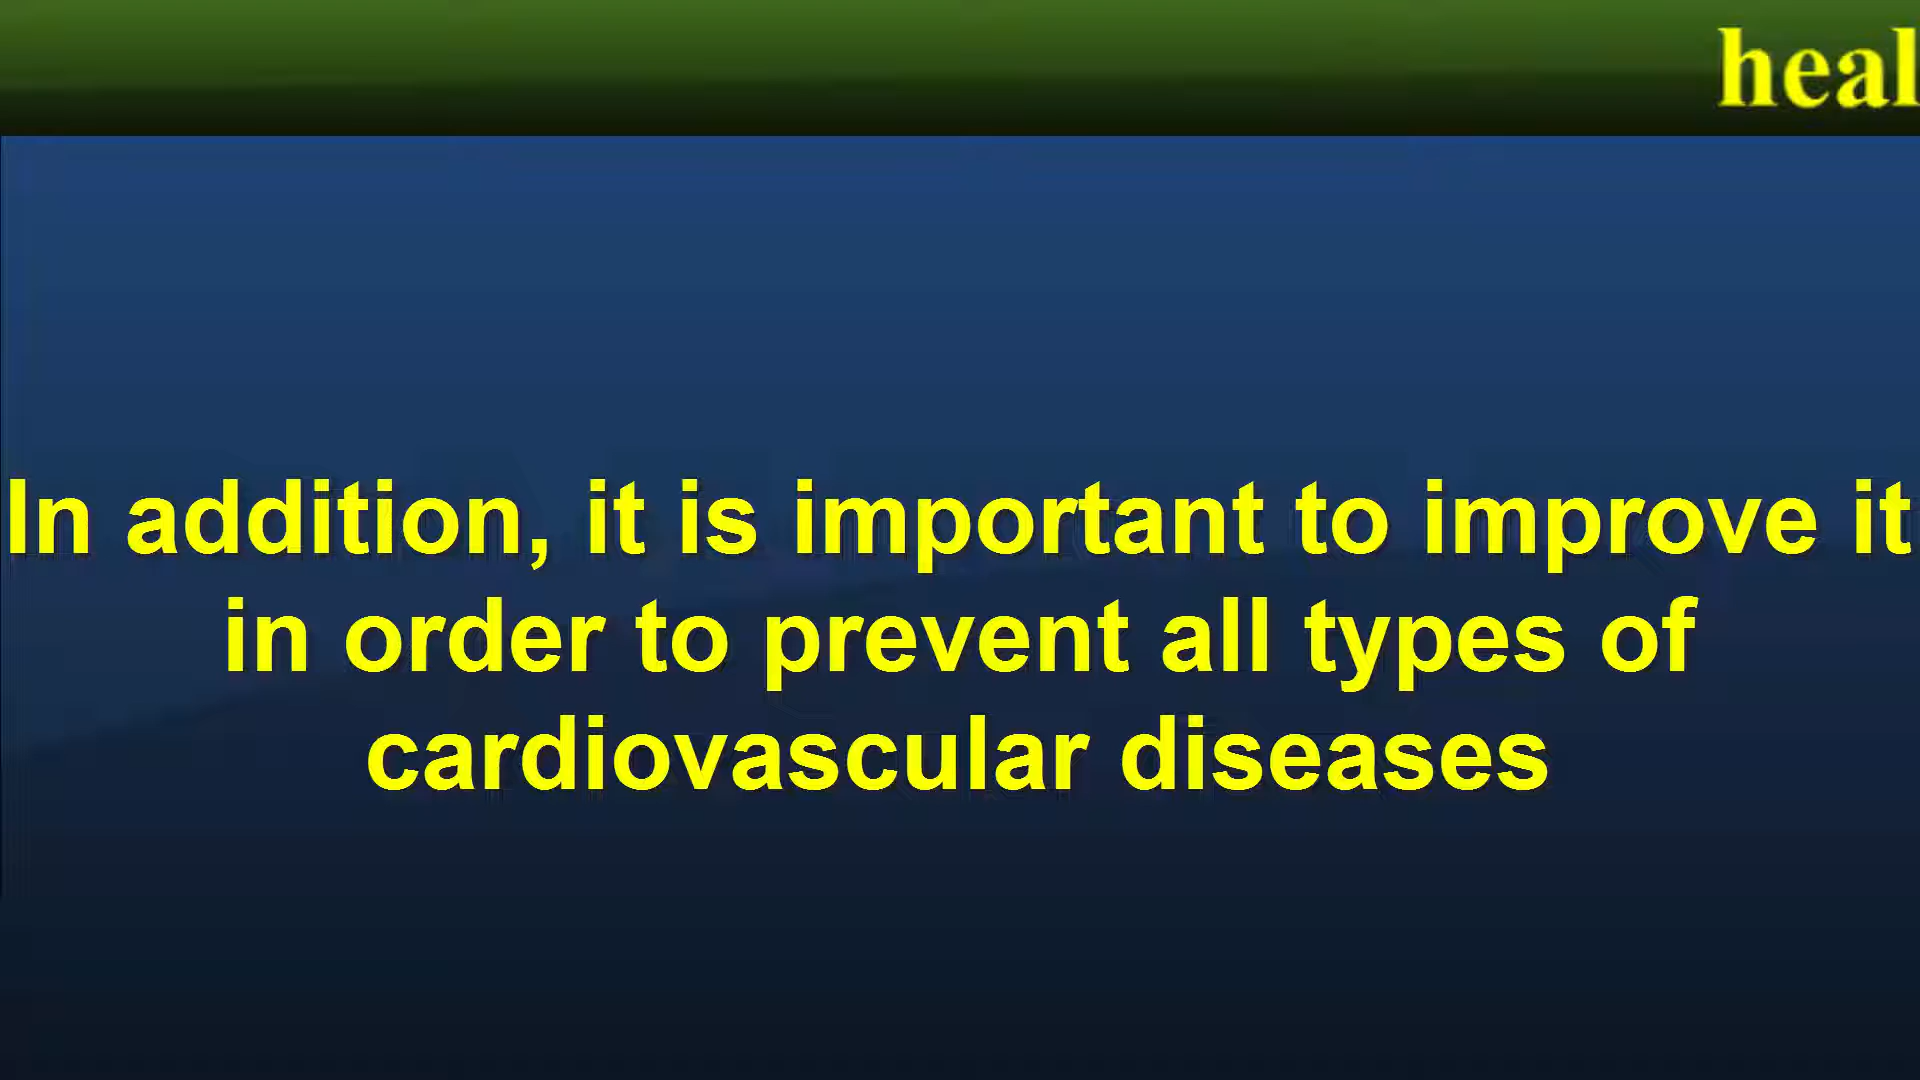 heal
In addition, it is important to improve it
in order to prevent all types of
cardiovascular diseases